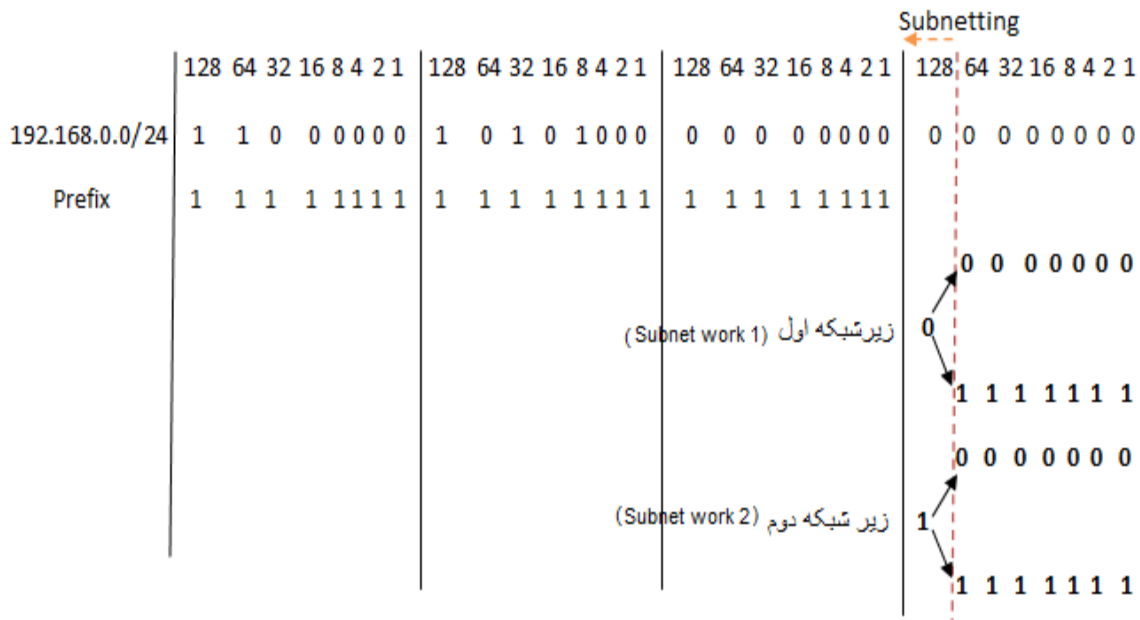 Subnetting
128 64 32 16 8 4 2 1 128 64 32 16 8 4 2 1 128 64 32 16 8 4 2 1 128 64 32 16 8 4 2 1
192.168.0.0/24 1 1 0 0 0 0 0 0 1 0 1 0 1 0 0 0 0 0 0 0 0 0 0 0 0 0 0 0 0 0 0 0
Prefix 1 1 1 1 1 1 1 1 1 1 1 1 1 1 1 1 1 1 1 1 1 1 1 1
0 0 0 0 0 0 0
زیرشبکه اول (Subnet work 1) 0
1 1 1 1 1 1 1
0 0 0 0 0 0 0
زیر شبکه دوم (Subnet work 2) 1
1 1 1 1 1 1 1